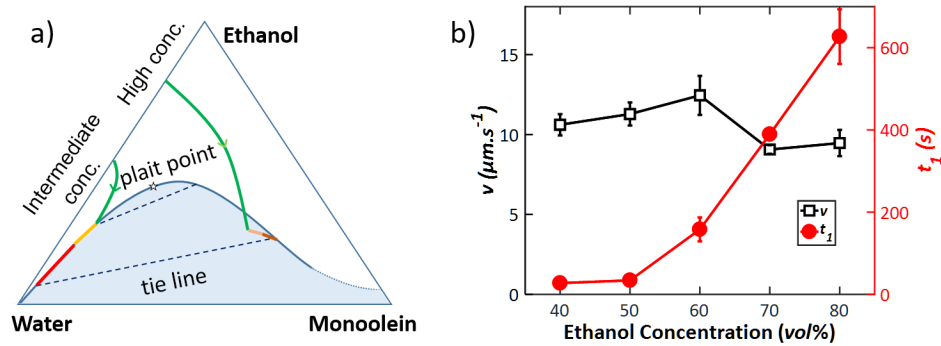 a)
Ethanol
High conc.
Intermediate
conc.
plait point
tie line
Water
Monoolein
b)
15
10
5
0
v (μm.s⁻¹)
600
400
200
0
t₁ (s)
v
t₁
40 50 60 70 80
Ethanol Concentration (vol%)